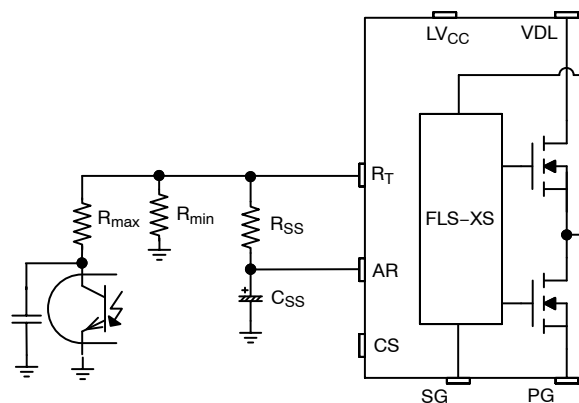 LVCC
VDL
RT
Rmax
Rmin
RSS
FLS-XS
AR
CSS
CS
SG
PG